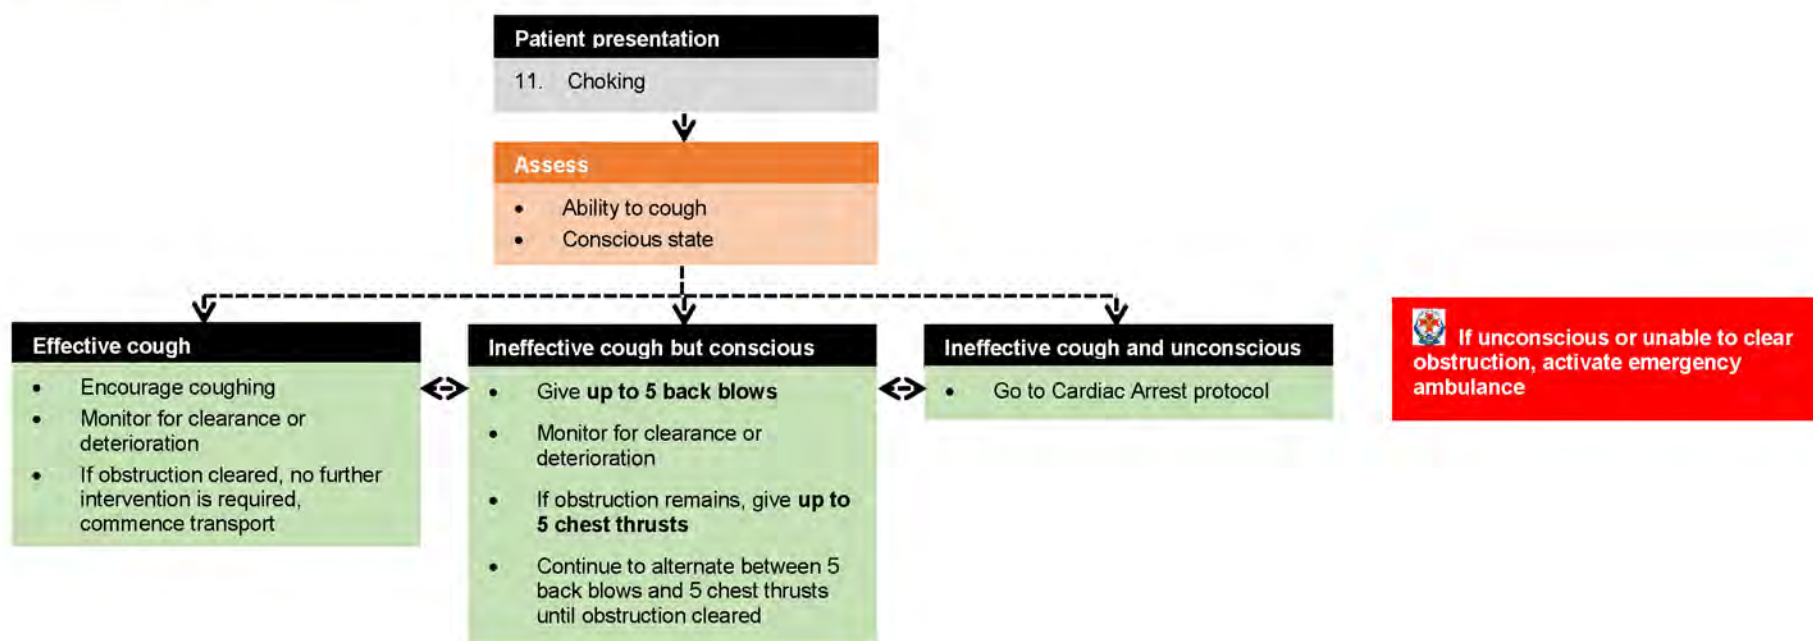 Patient presentation
11. Choking
Assess
• Ability to cough
• Conscious state
Effective cough
• Encourage coughing
• Monitor for clearance or
deterioration
• If obstruction cleared, no further
intervention is required,
commence transport
Ineffective cough but conscious
• Give up to 5 back blows
• Monitor for clearance or
deterioration
• If obstruction remains, give up to
5 chest thrusts
• Continue to alternate between 5
back blows and 5 chest thrusts
until obstruction cleared
Ineffective cough and unconscious
• Go to Cardiac Arrest protocol
If unconscious or unable to clear
obstruction, activate emergency
ambulance